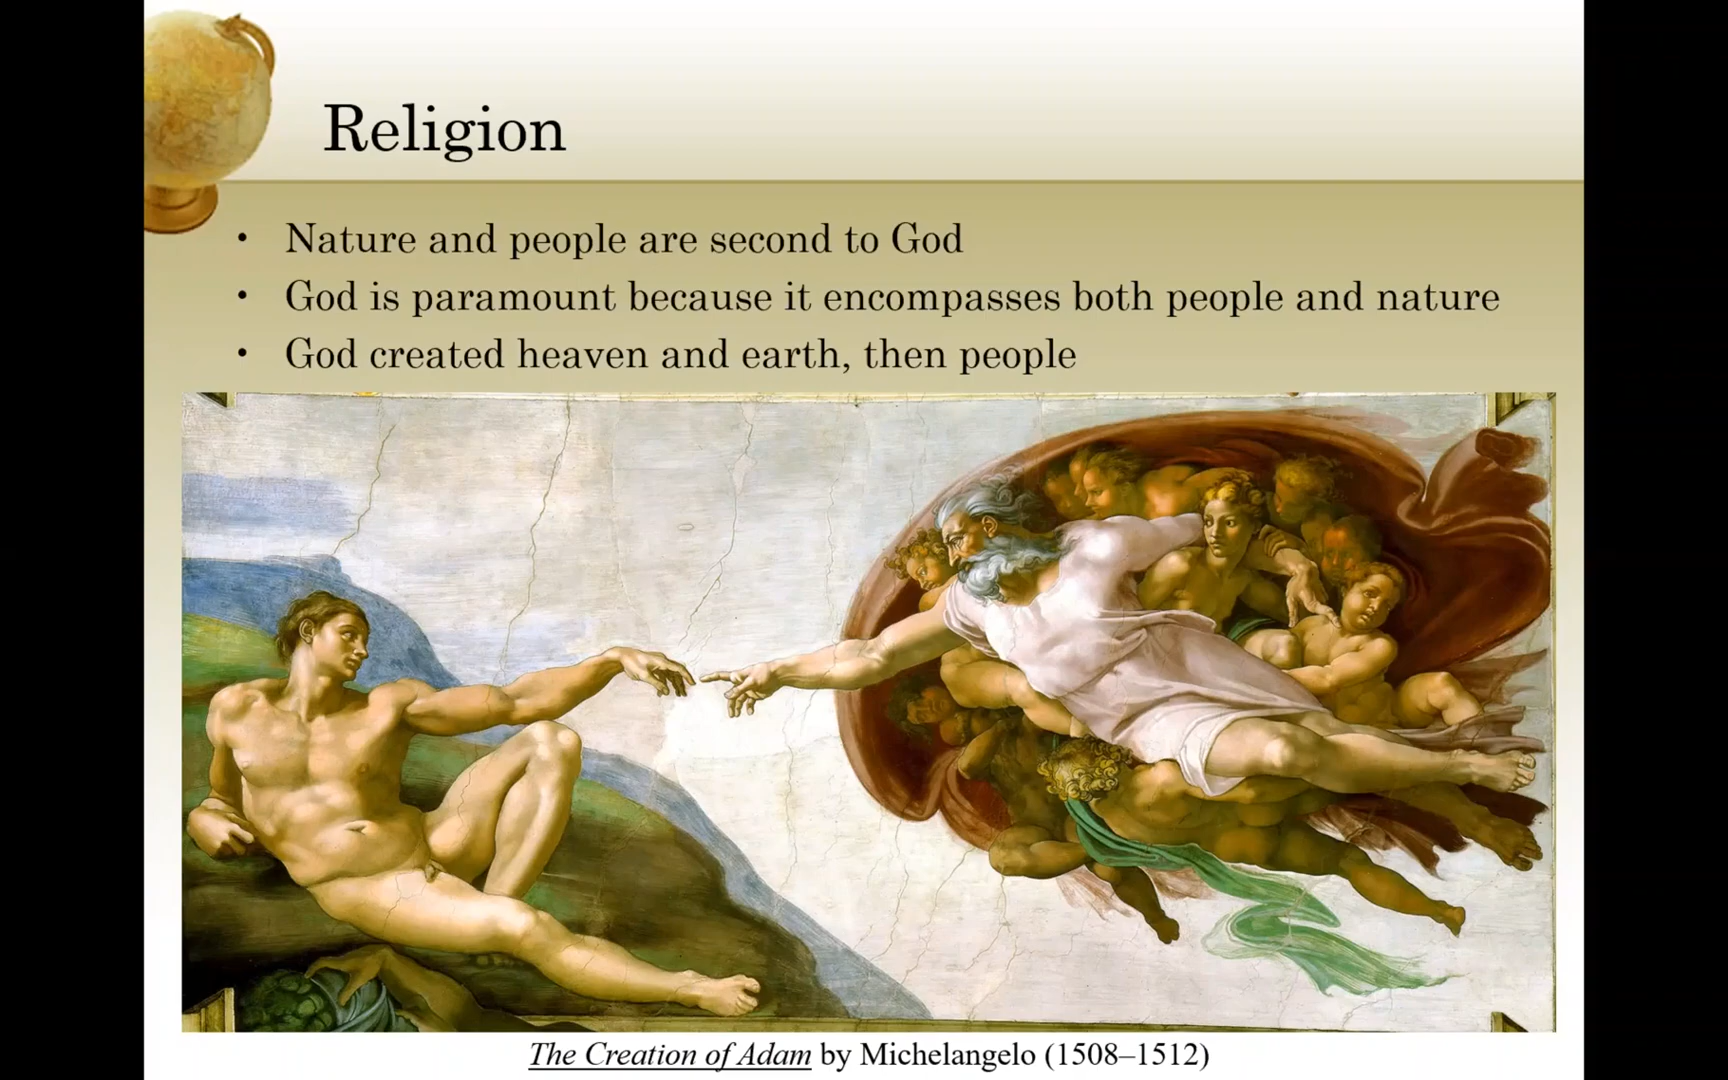 Religion
• Nature and people are second to God
• God is paramount because it encompasses both people and nature
• God created heaven and earth, then people
The Creation of Adam by Michelangelo (1508–1512)